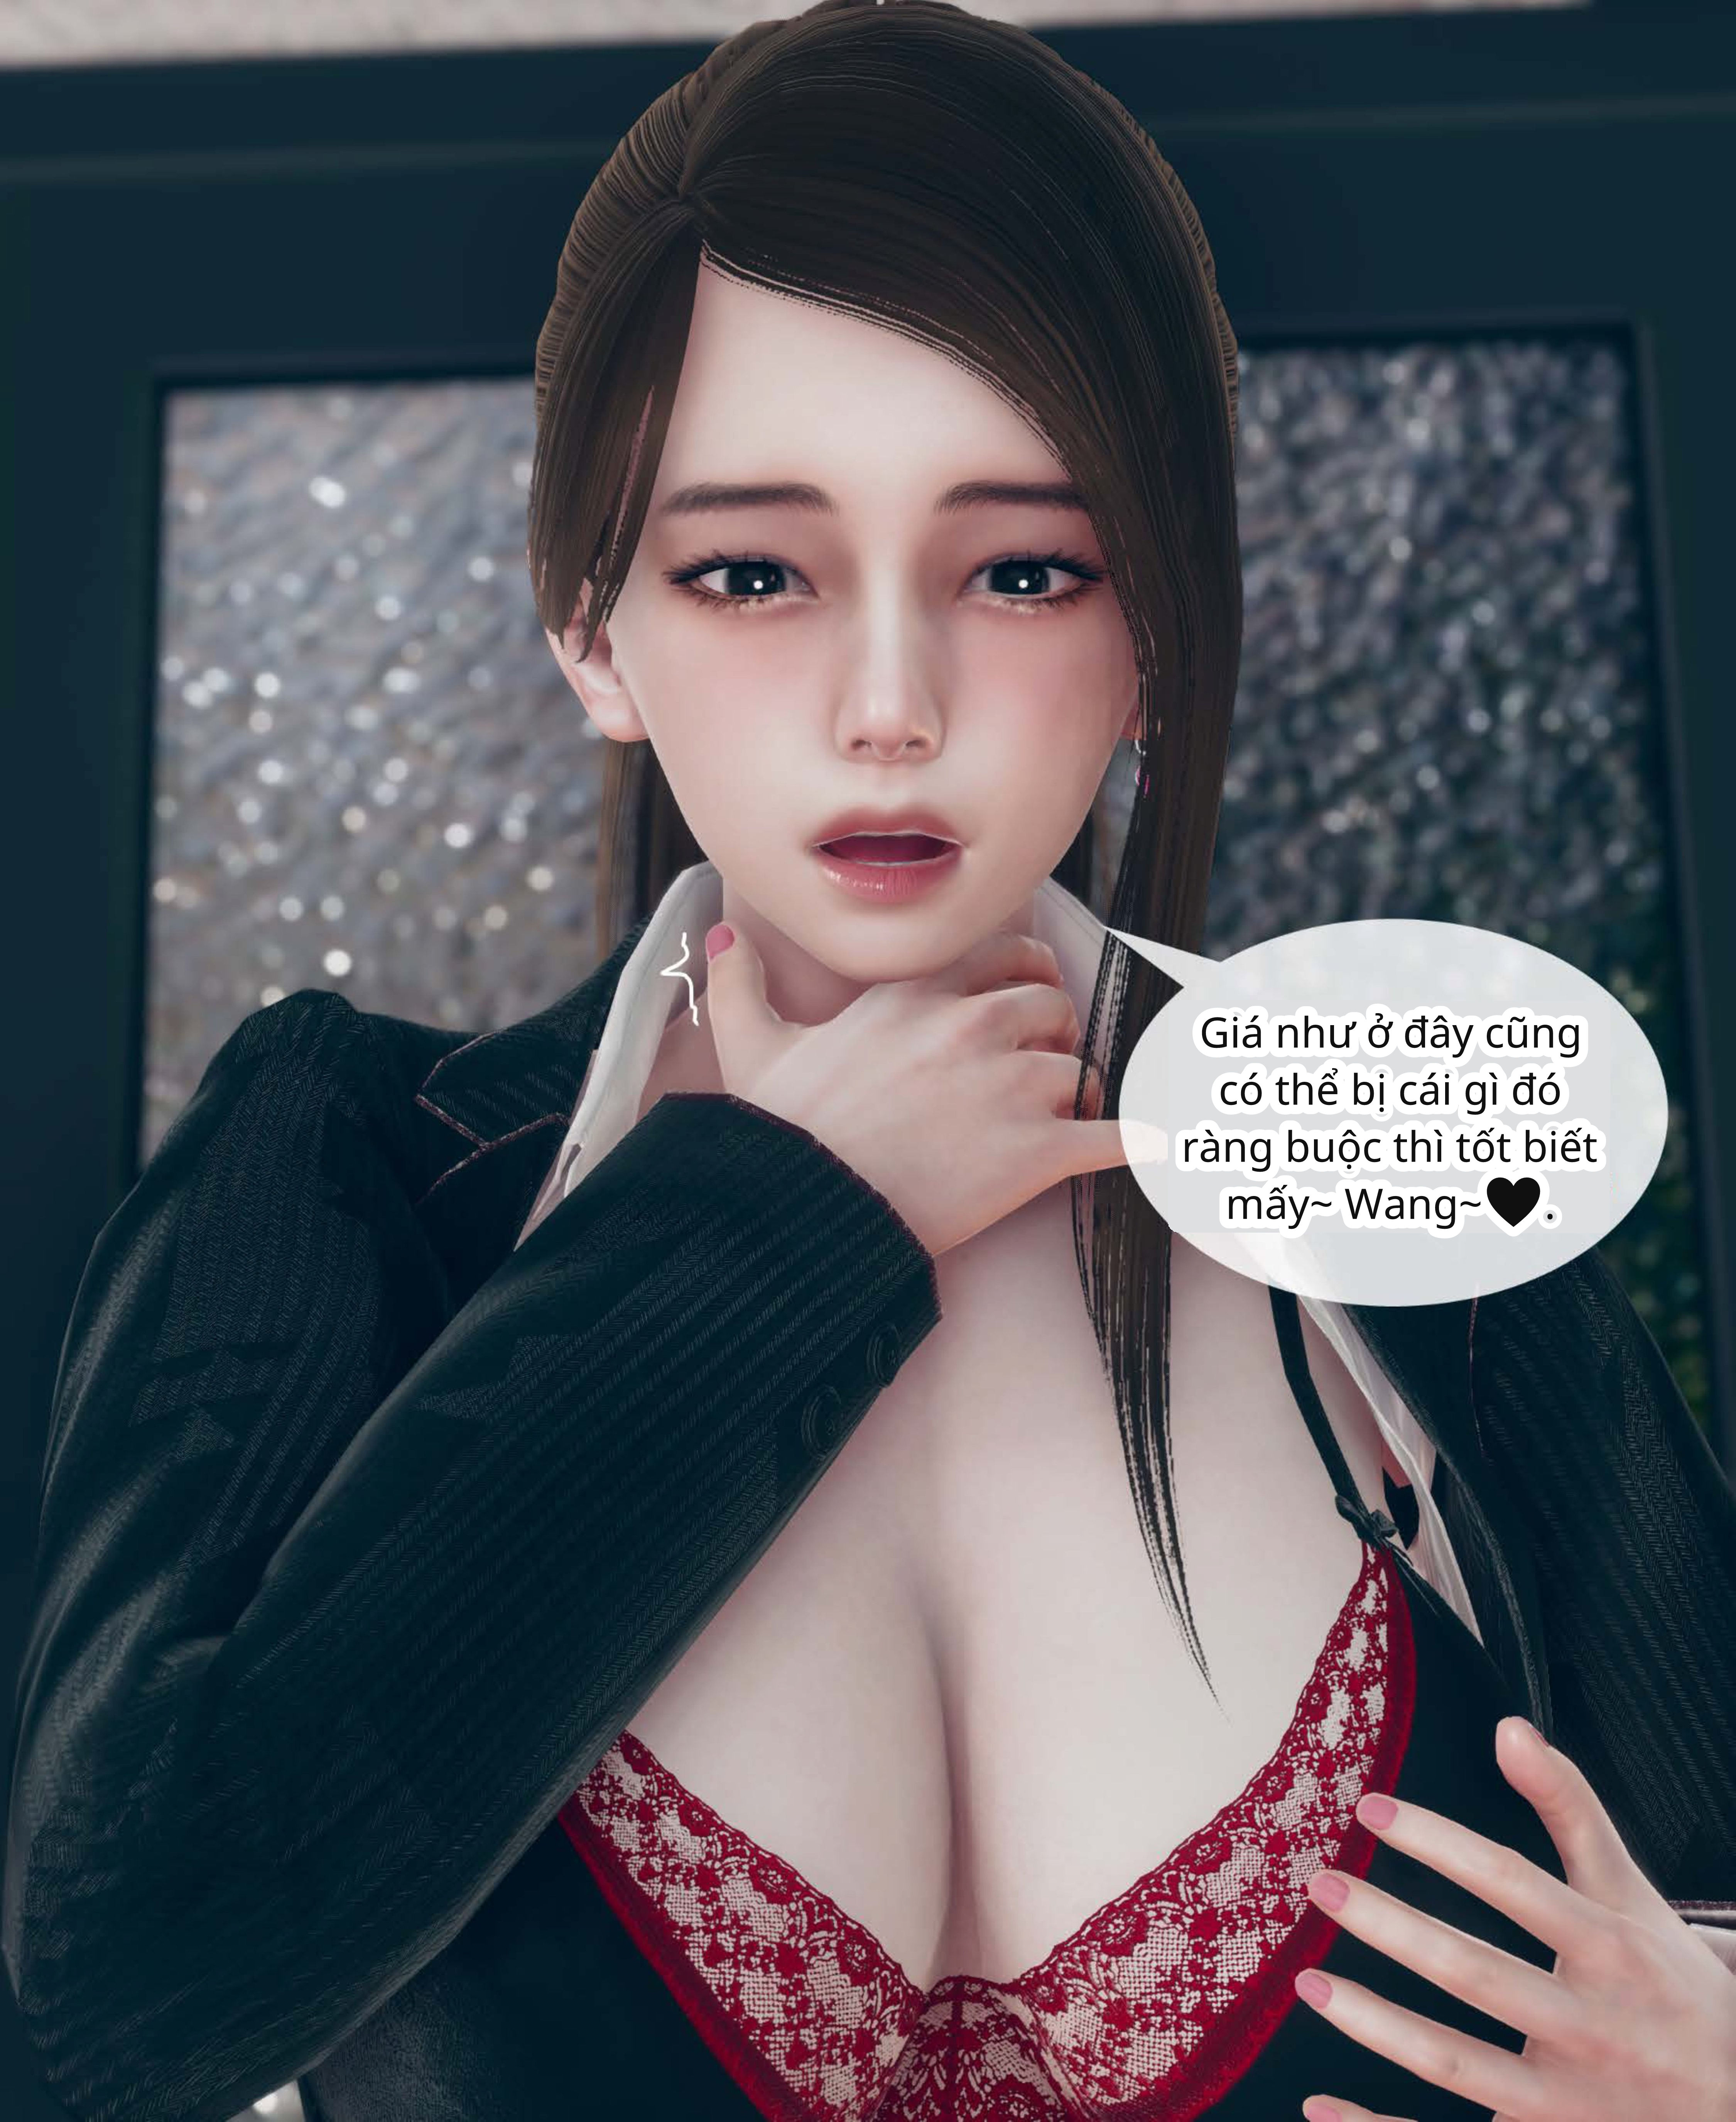 Giá như ở đây cũng
có thể bị cái gì đó
ràng buộc thì tốt biết
mấy~ Wang~🖤.